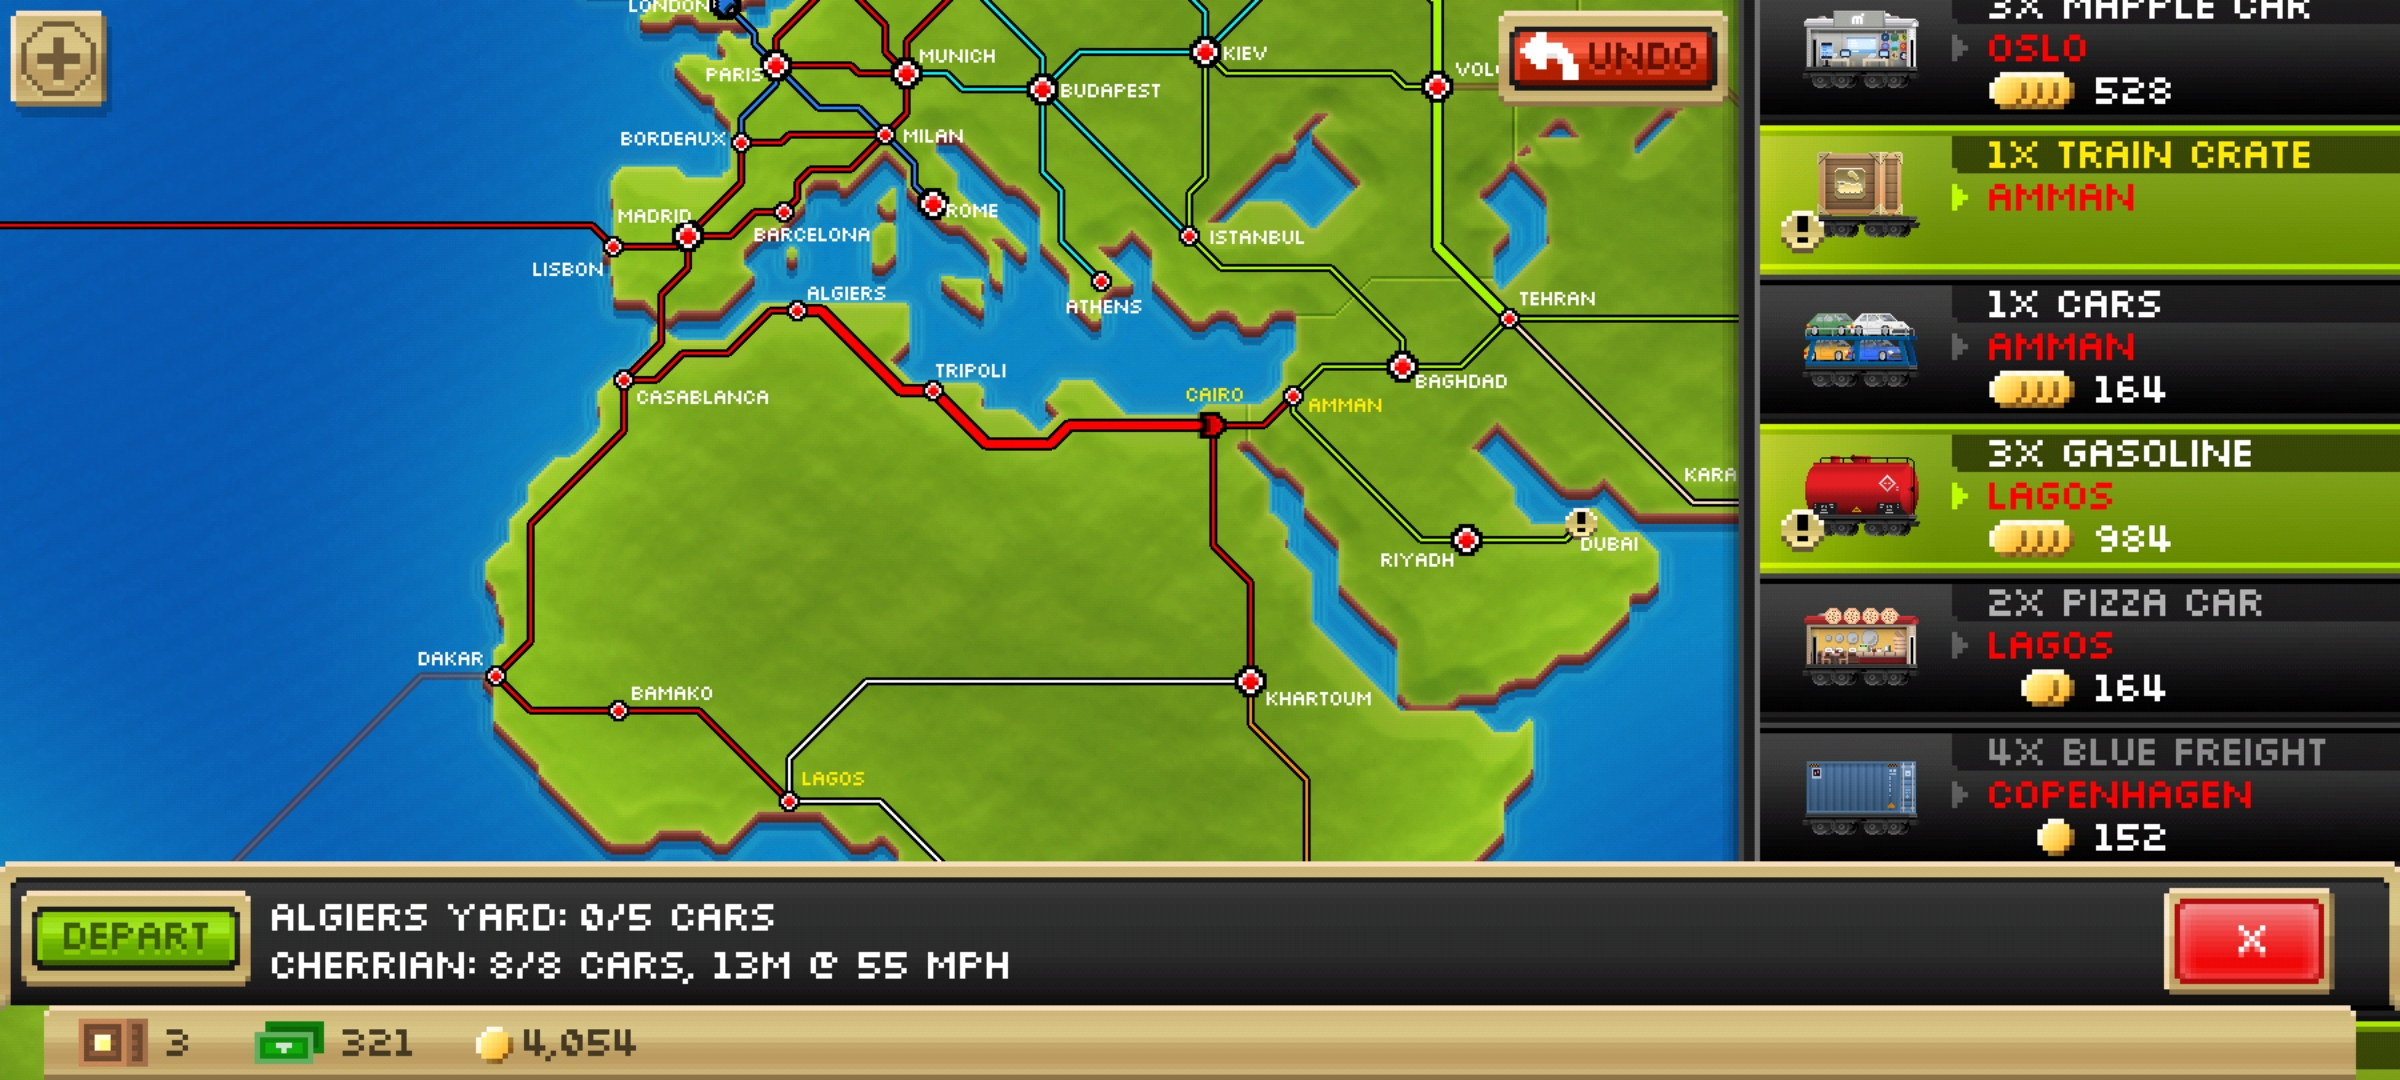 LONDON
PARIS
MUNICH
KIEV
BUDAPEST
BORDEAUX
MILAN
MADRID
ROME
BARCELONA
ISTANBUL
LISBON
ALGIERS
ATHENS
TEHRAN
TRIPOLI
CASABLANCA
CAIRO
AMMAN
BAGHDAD
RIYADH
DUBAI
DAKAR
BAMAKO
KHARTOUM
LAGOS
UNDO
3X MAPPLE CAR
OSLO
528
1X TRAIN CRATE
AMMAN
1X CARS
AMMAN
164
3X GASOLINE
LAGOS
984
2X PIZZA CAR
LAGOS
164
4X BLUE FREIGHT
COPENHAGEN
152
DEPART
ALGIERS YARD: 0/5 CARS
CHERRIAN: 8/8 CARS, 13M @ 55 MPH
X
3
321
4,054